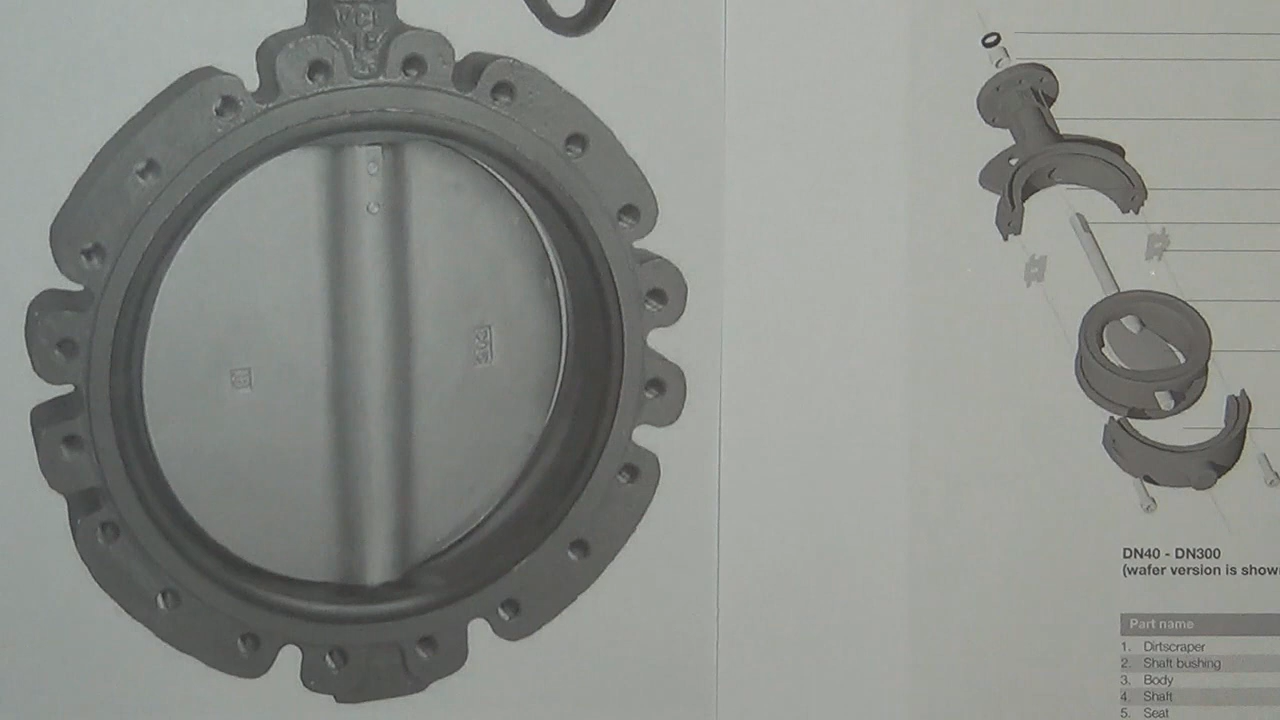 DN40 - DN300
(wafer version is show
Part name
1. Dirtscraper
2. Shaft bushing
3. Body
4. Shaft
5. Seat